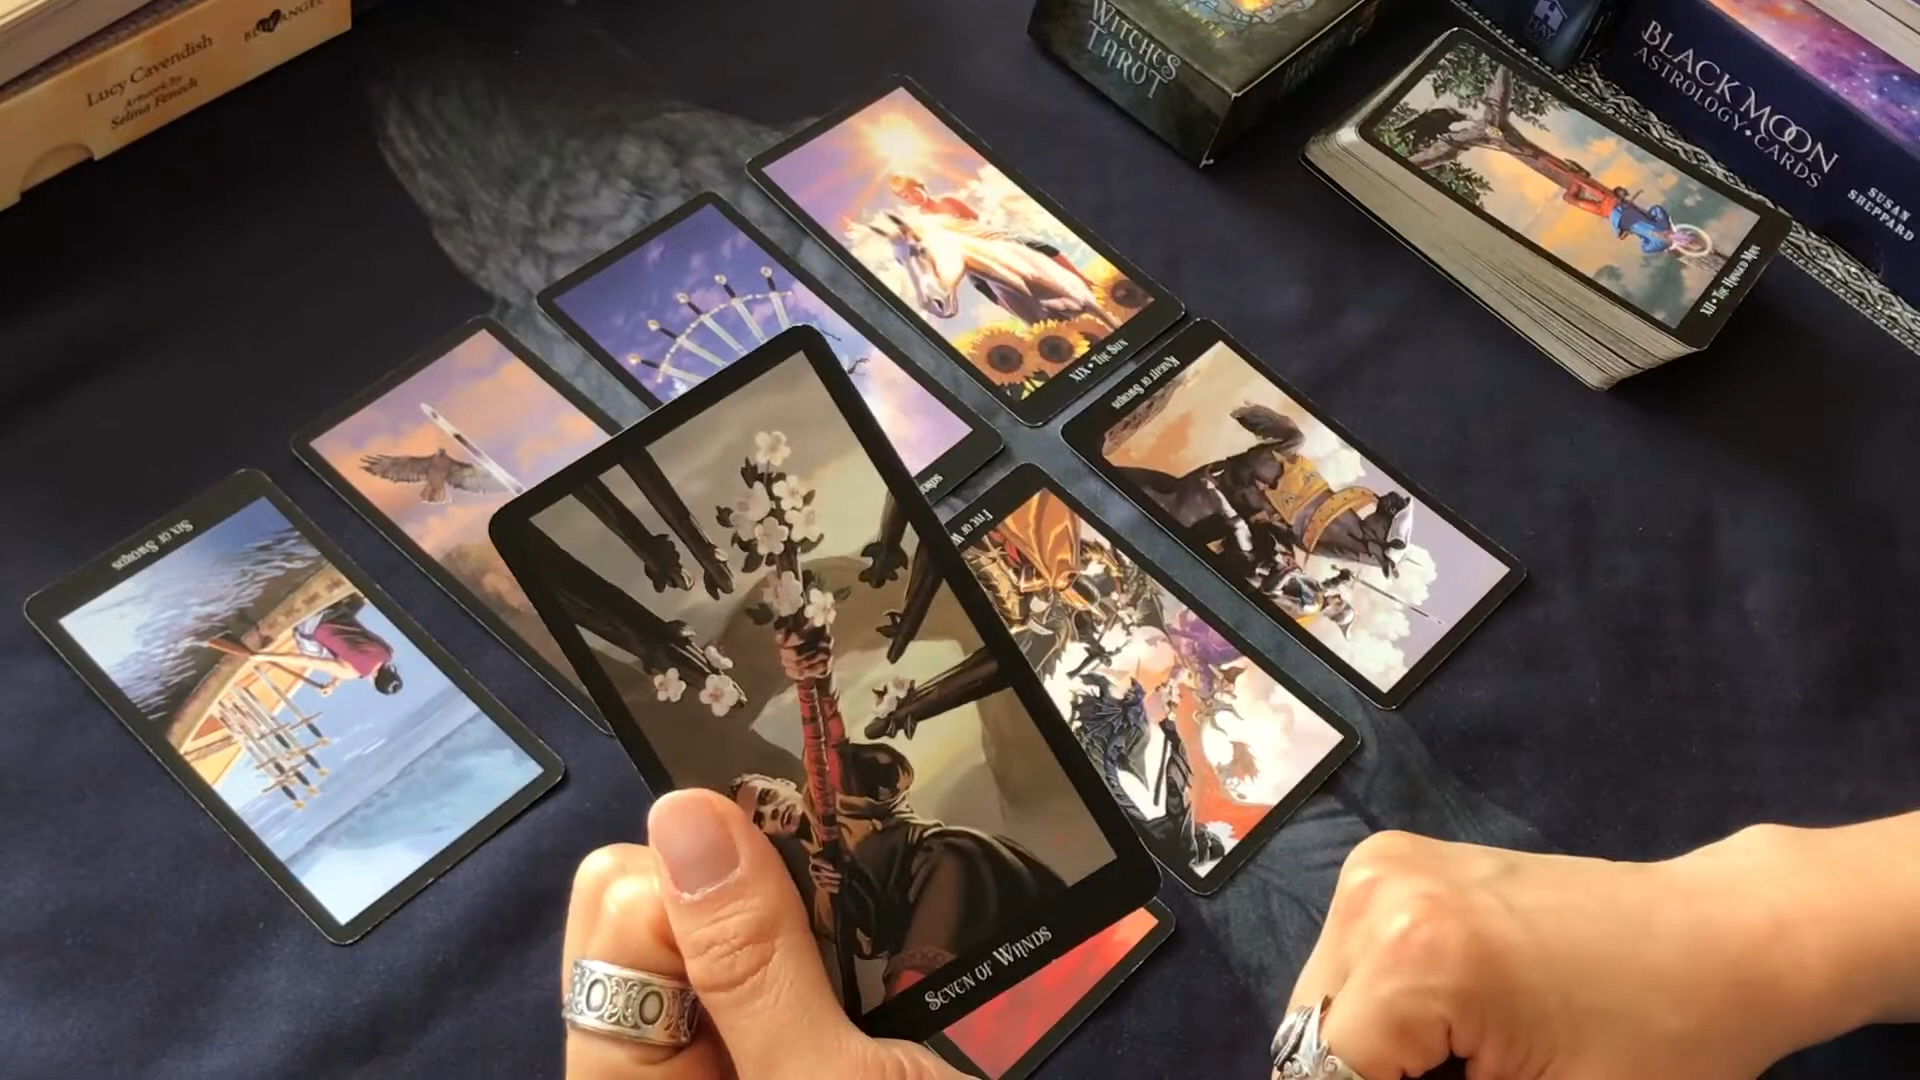 Lucy Cavendish
Artwork by
Selina Fenech
WITCHES
TAROT
BLACK MOON
ASTROLOGY • CARDS
SUSAN
SHEPPARD
XII • THE HANGED MAN
XIX • THE SUN
KNIGHT OF SWORDS
FIVE OF W
SIX OF SWORDS
SEVEN OF WANDS